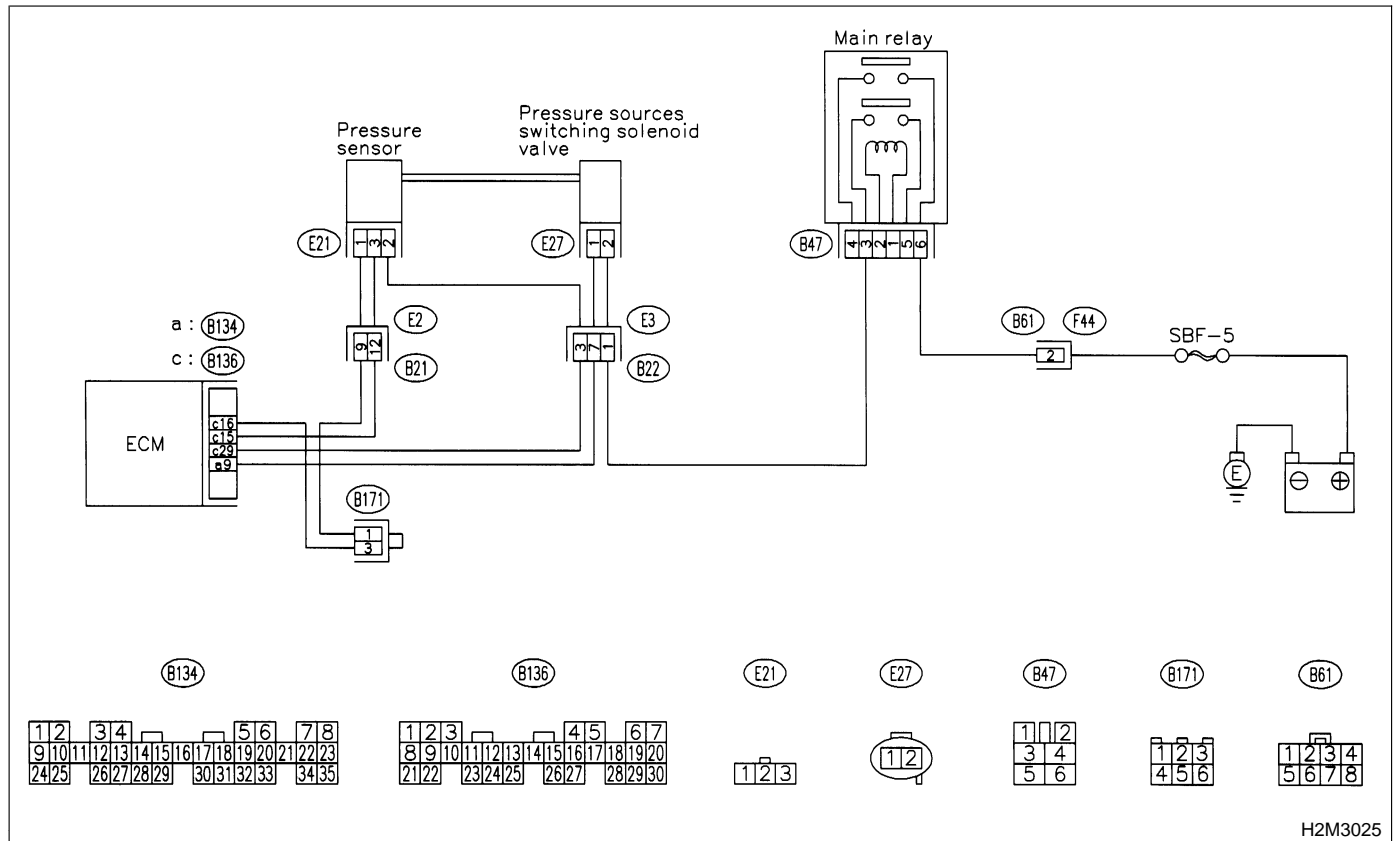 Main relay
Pressure sources
switching solenoid
valve
Pressure
sensor
E21
1 3 2
E27
1 2
B47
4 3 2 1 5 6
a : B134
c : B136
E2
9 12
B21
E3
3 7 1
B22
B61 F44
2
SBF-5
ECM
c16
c15
c29
a9
E
⊖ ⊕
B171
1
3
B134 B136 E21 E27 B47 B171 B61
1 2 3 4 5 6 7 8
9 10 11 12 13 14 15 16 17 18 19 20 21 22 23
24 25 26 27 28 29 30 31 32 33 34 35
1 2 3 4 5 6 7
8 9 10 11 12 13 14 15 16 17 18 19 20
21 22 23 24 25 26 27 28 29 30
1 2 3
1 2
1 2
3 4
5 6
1 2 3
4 5 6
1 2 3 4
5 6 7 8
H2M3025